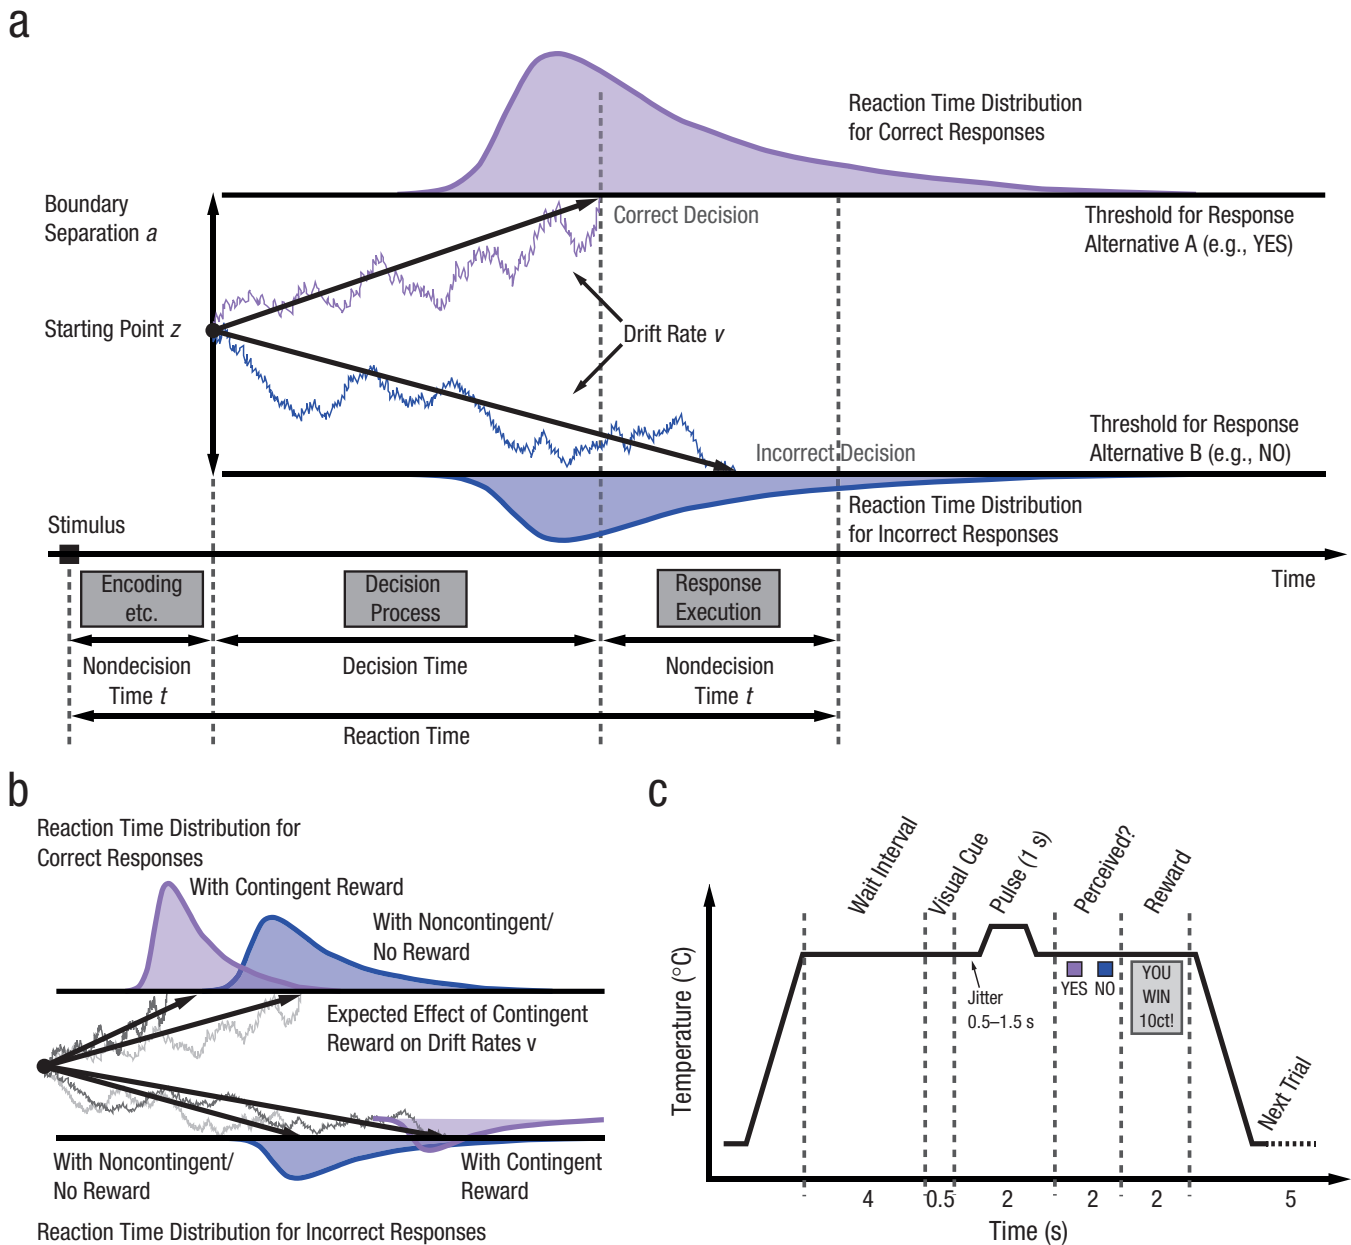 a
Reaction Time Distribution
for Correct Responses
Boundary
Separation a
Correct Decision
Threshold for Response
Alternative A (e.g., YES)
Starting Point z
Drift Rate v
Threshold for Response
Alternative B (e.g., NO)
Incorrect Decision
Reaction Time Distribution
for Incorrect Responses
Stimulus
Time
Encoding
etc.
Decision
Process
Response
Execution
Nondecision
Time t
Decision Time
Nondecision
Time t
Reaction Time
b
Reaction Time Distribution for
Correct Responses
With Contingent Reward
With Noncontingent/
No Reward
Expected Effect of Contingent
Reward on Drift Rates v
With Noncontingent/
No Reward
With Contingent
Reward
Reaction Time Distribution for Incorrect Responses
c
Wait Interval
Visual Cue
Pulse (1 s)
Perceived?
Reward
Temperature (°C)
Jitter
0.5–1.5 s
YES NO
YOU
WIN
10ct!
Next Trial
4 0.5 2 2 2 5
Time (s)